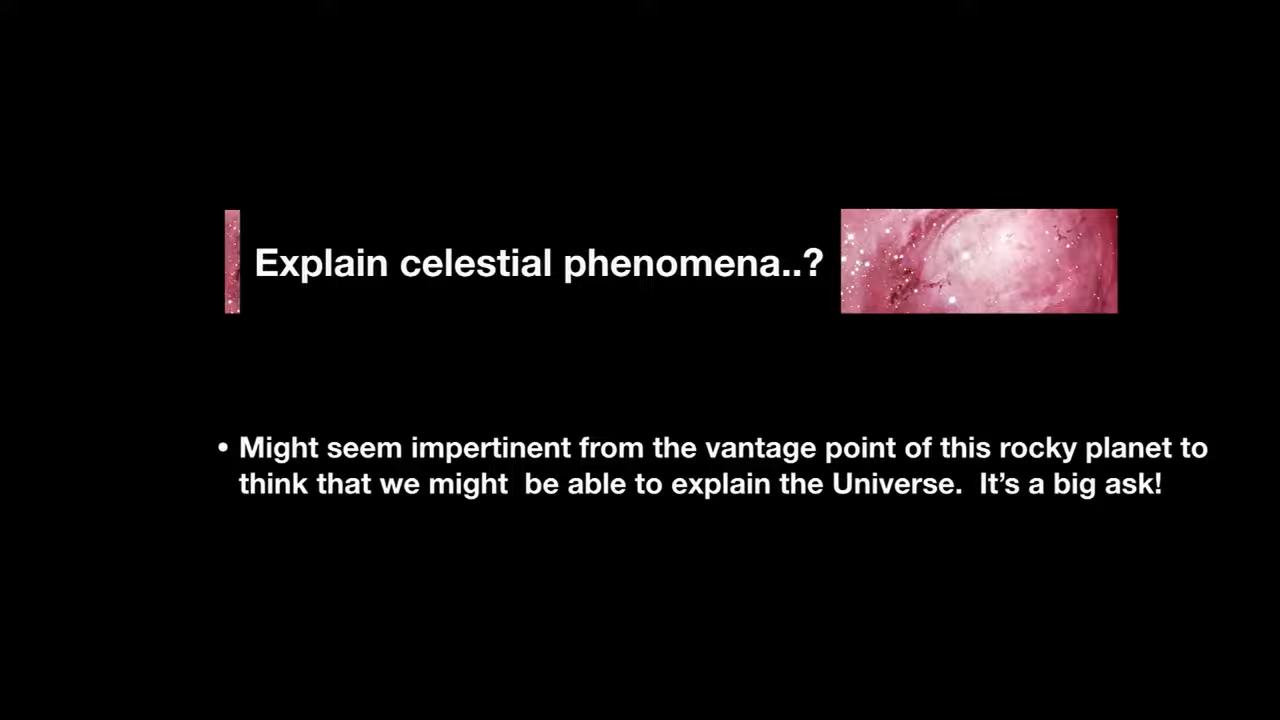 Explain celestial phenomena..?
• Might seem impertinent from the vantage point of this rocky planet to
think that we might  be able to explain the Universe.  It’s a big ask!